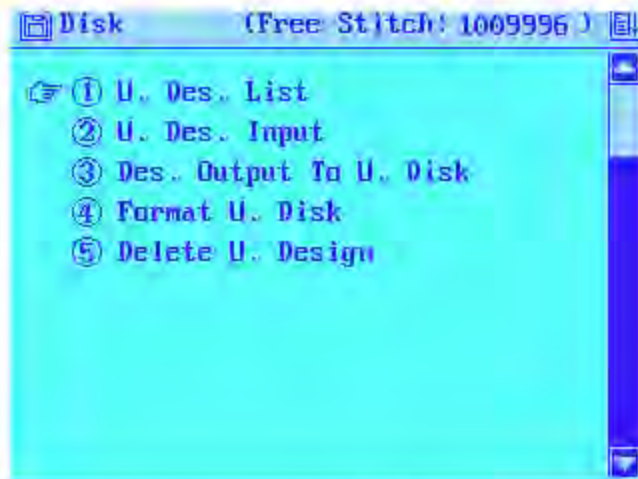 Disk (Free Stitch: 1009996 )
① U. Des. List
② U. Des. Input
③ Des. Output To U. Disk
④ Format U. Disk
⑤ Delete U. Design